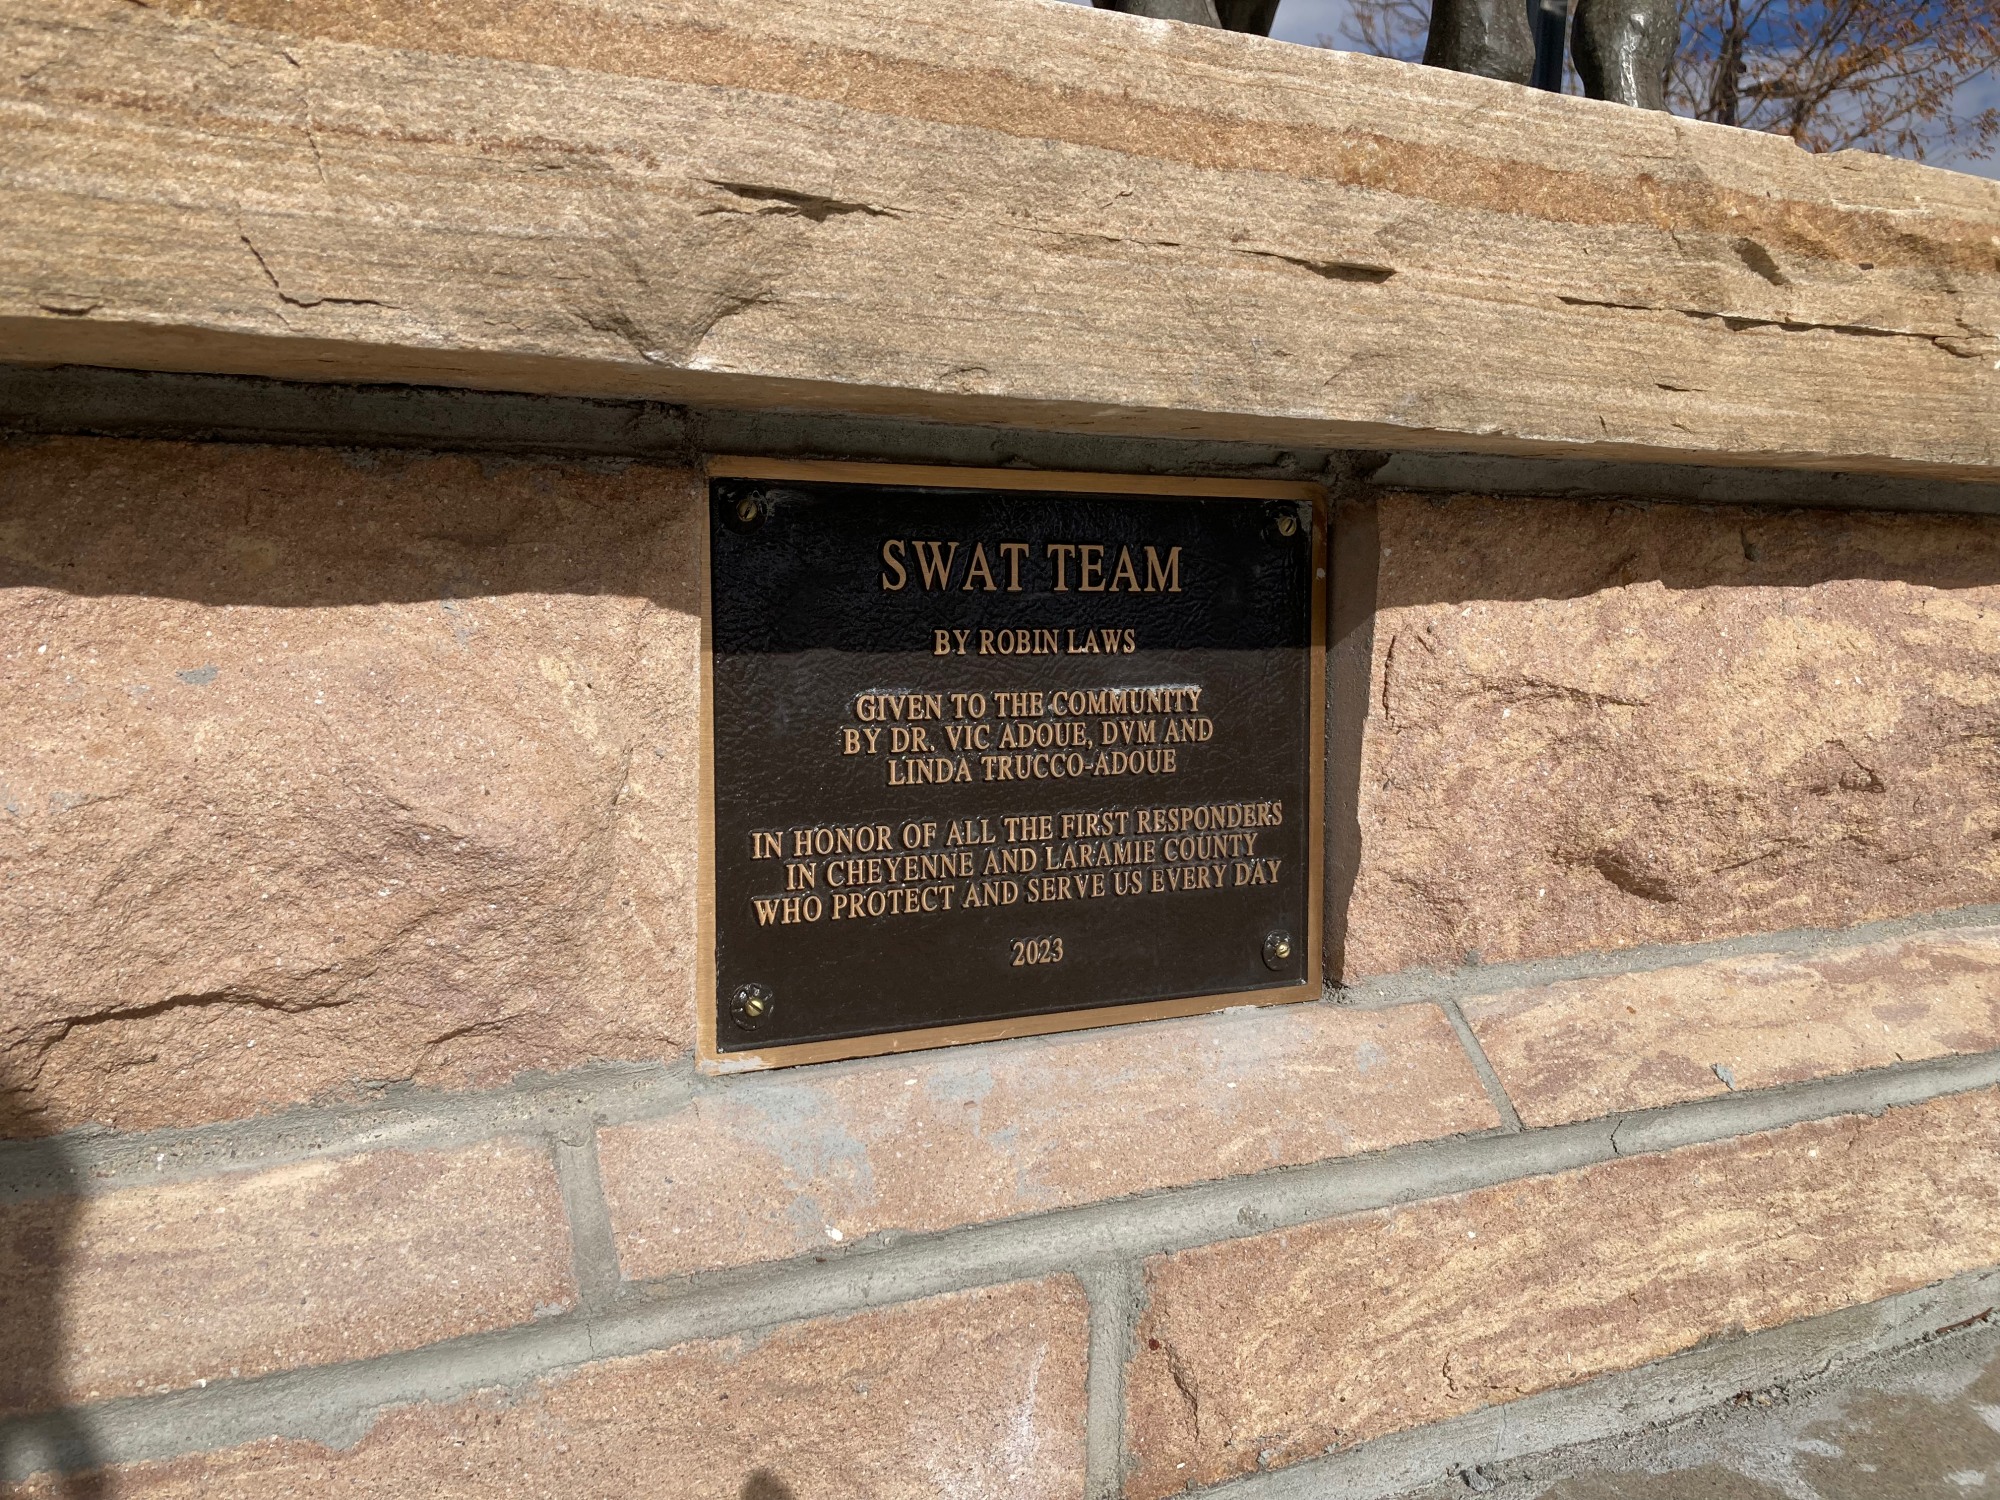 SWAT TEAM
BY ROBIN LAWS
GIVEN TO THE COMMUNITY
BY DR. VIC ADOUE, DVM AND
LINDA TRUCCO-ADOUE
IN HONOR OF ALL THE FIRST RESPONDERS
IN CHEYENNE AND LARAMIE COUNTY
WHO PROTECT AND SERVE US EVERY DAY
2023